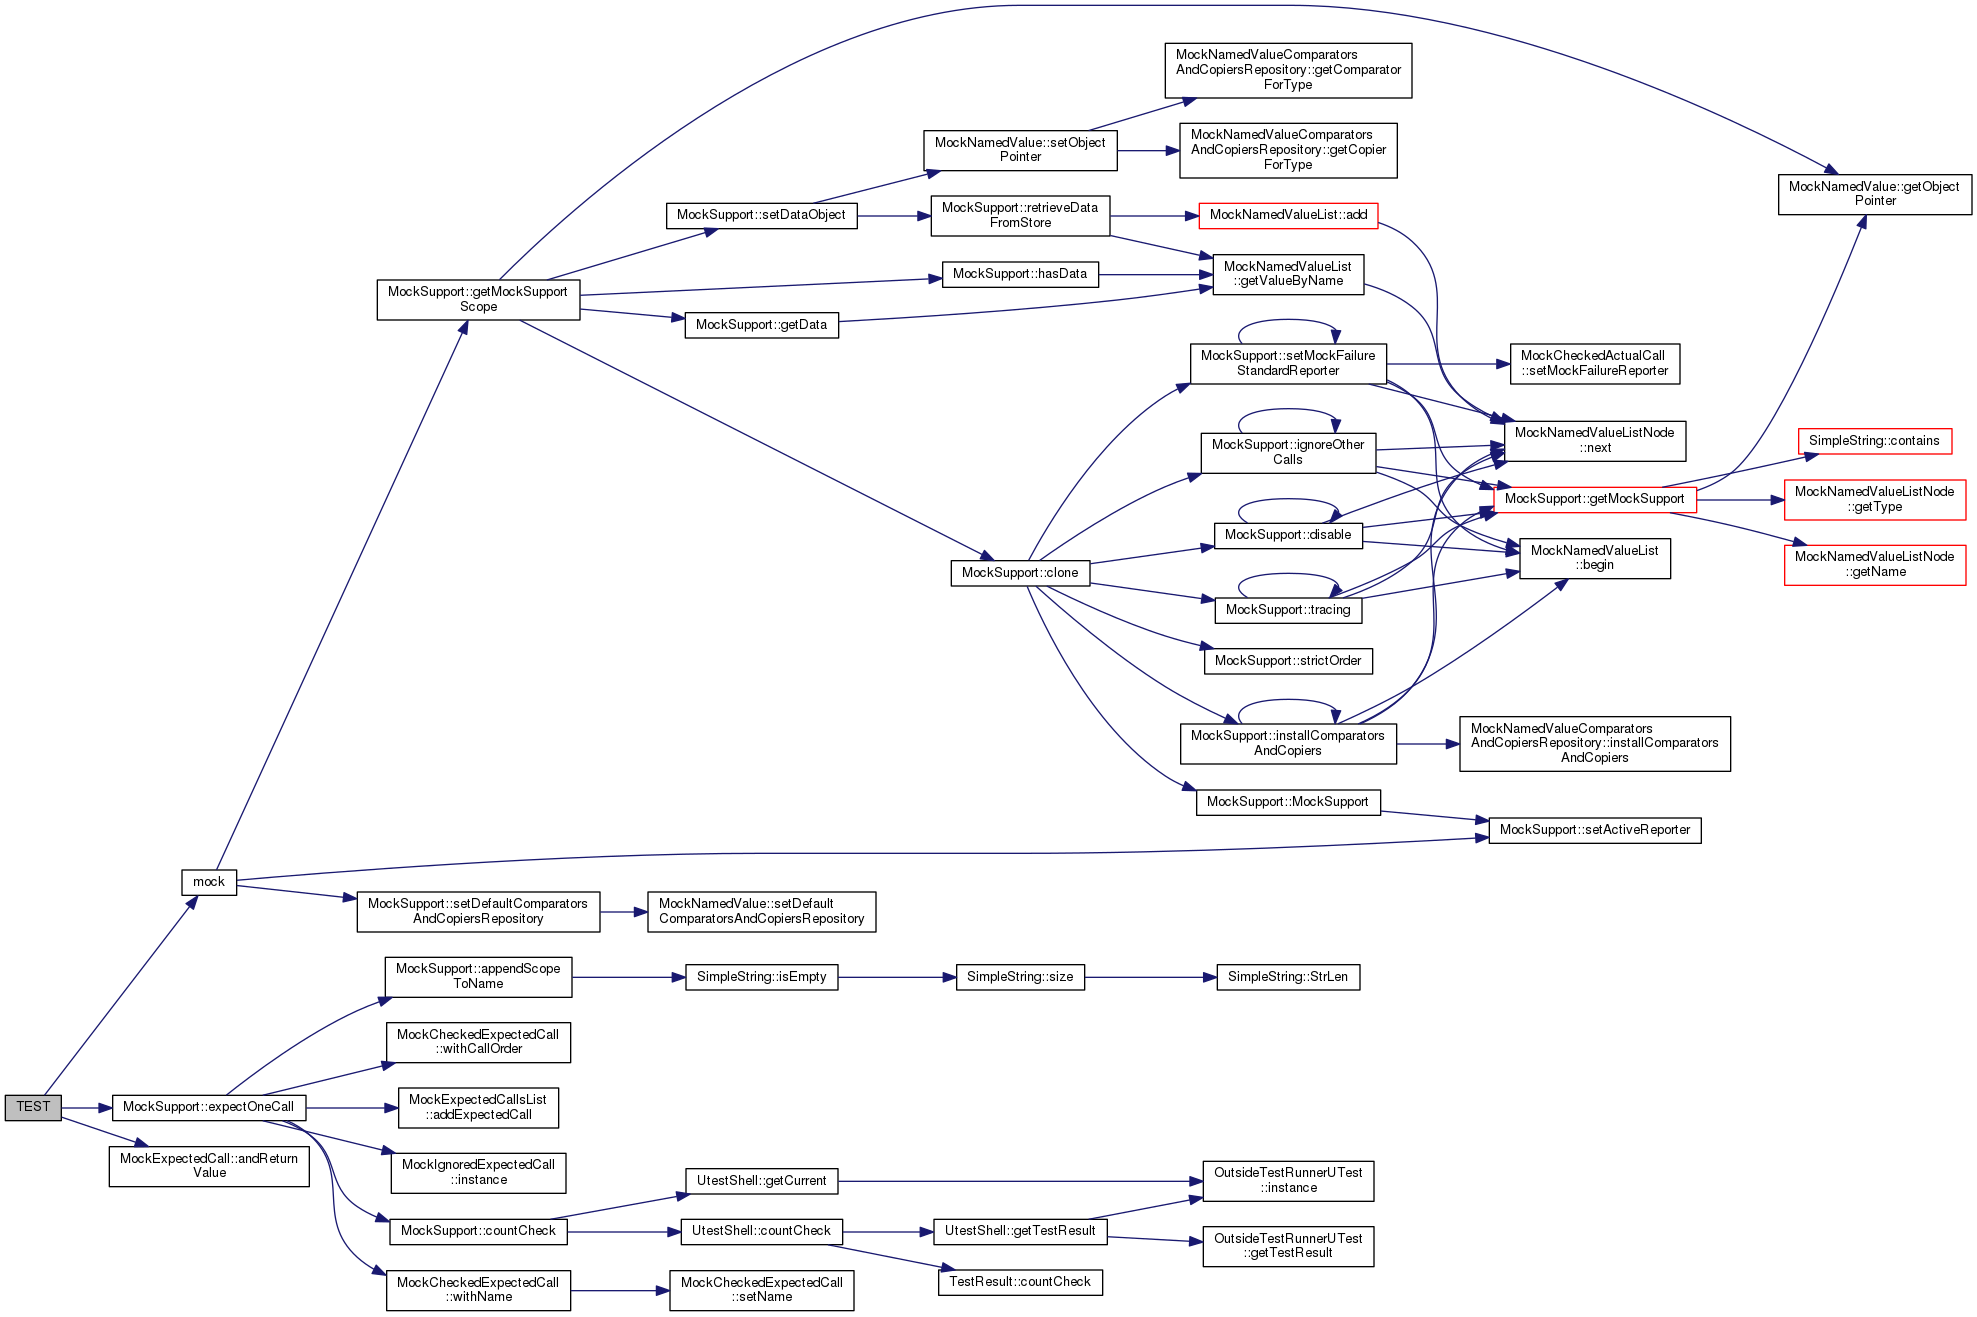 MockNamedValueComparators
AndCopiersRepository::getComparator
ForType
MockNamedValueComparators
AndCopiersRepository::getCopier
ForType
MockNamedValue::setObject
Pointer
MockNamedValue::getObject
Pointer
MockSupport::setDataObject
MockSupport::retrieveData
FromStore
MockNamedValueList::add
MockSupport::getMockSupport
Scope
MockSupport::hasData
MockNamedValueList
::getValueByName
MockSupport::getData
MockSupport::setMockFailure
StandardReporter
MockCheckedActualCall
::setMockFailureReporter
MockSupport::ignoreOther
Calls
MockNamedValueListNode
::next
SimpleString::contains
MockSupport::getMockSupport
MockNamedValueListNode
::getType
MockSupport::disable
MockNamedValueList
::begin
MockNamedValueListNode
::getName
MockSupport::clone
MockSupport::tracing
MockSupport::strictOrder
MockSupport::installComparators
AndCopiers
MockNamedValueComparators
AndCopiersRepository::installComparators
AndCopiers
MockSupport::MockSupport
MockSupport::setActiveReporter
mock
MockSupport::setDefaultComparators
AndCopiersRepository
MockNamedValue::setDefault
ComparatorsAndCopiersRepository
MockSupport::appendScope
ToName
SimpleString::isEmpty
SimpleString::size
SimpleString::StrLen
MockCheckedExpectedCall
::withCallOrder
TEST
MockSupport::expectOneCall
MockExpectedCallsList
::addExpectedCall
MockExpectedCall::andReturn
Value
MockIgnoredExpectedCall
::instance
UtestShell::getCurrent
OutsideTestRunnerUTest
::instance
MockSupport::countCheck
UtestShell::countCheck
UtestShell::getTestResult
OutsideTestRunnerUTest
::getTestResult
TestResult::countCheck
MockCheckedExpectedCall
::withName
MockCheckedExpectedCall
::setName